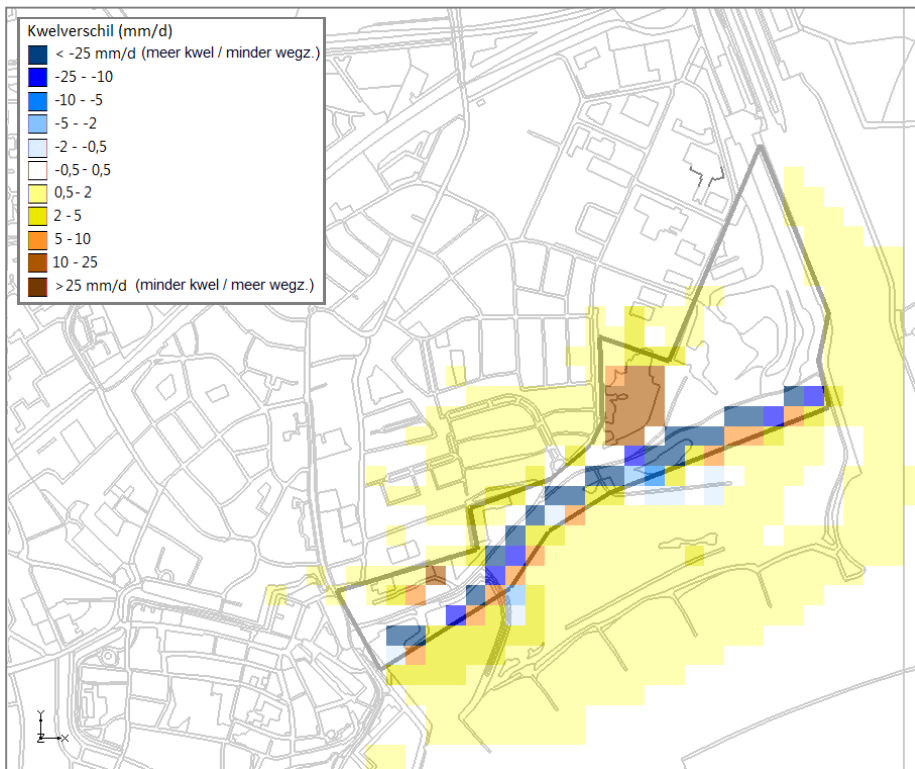 Kwelverschil (mm/d)
< -25 mm/d (meer kwel / minder wegz.)
-25 - -10
-10 - -5
-5 - -2
-2 - -0,5
-0,5 - 0,5
0,5- 2
2 - 5
5 - 10
10 - 25
>25 mm/d (minder kwel / meer wegz.)
Y
Z X